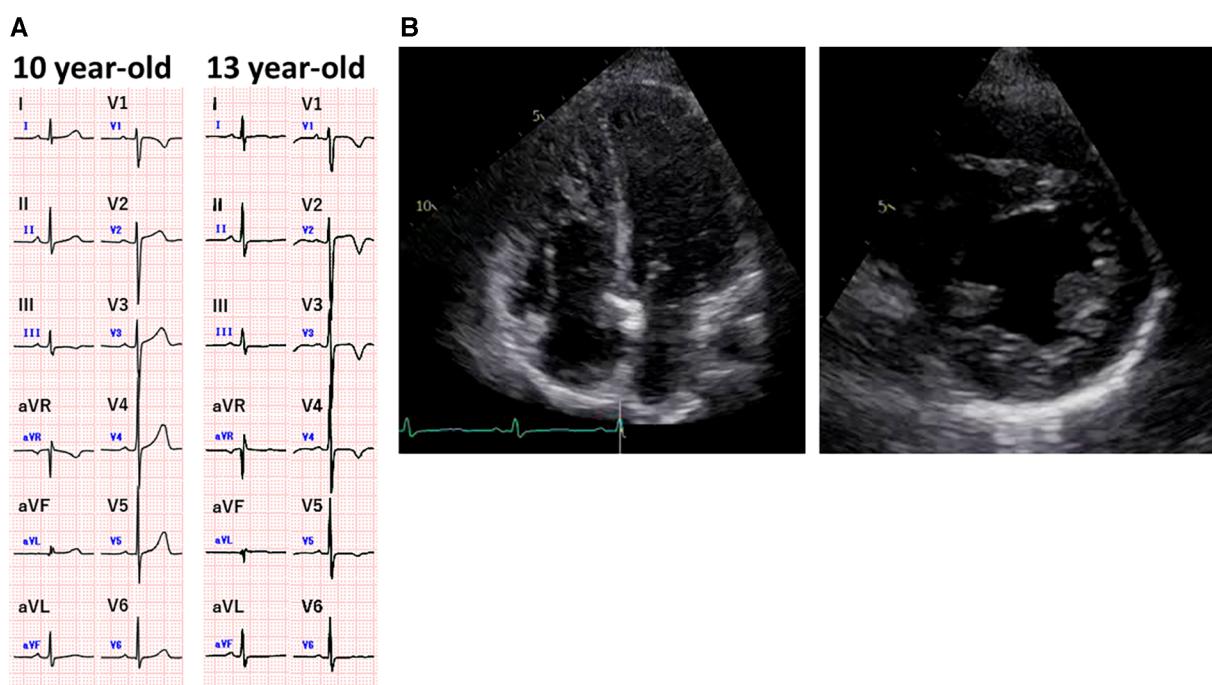 A
B
10 year-old
13 year-old
I
V1
I
V1
II
V2
II
V2
III
V3
III
V3
aVR
V4
aVR
V4
aVF
V5
aVL
V5
aVL
V6
aVF
V6
I
V1
I
V1
II
V2
II
V2
III
V3
III
V3
aVR
V4
aVR
V4
aVF
V5
aVL
V5
aVL
V6
aVF
V6
5
10
5